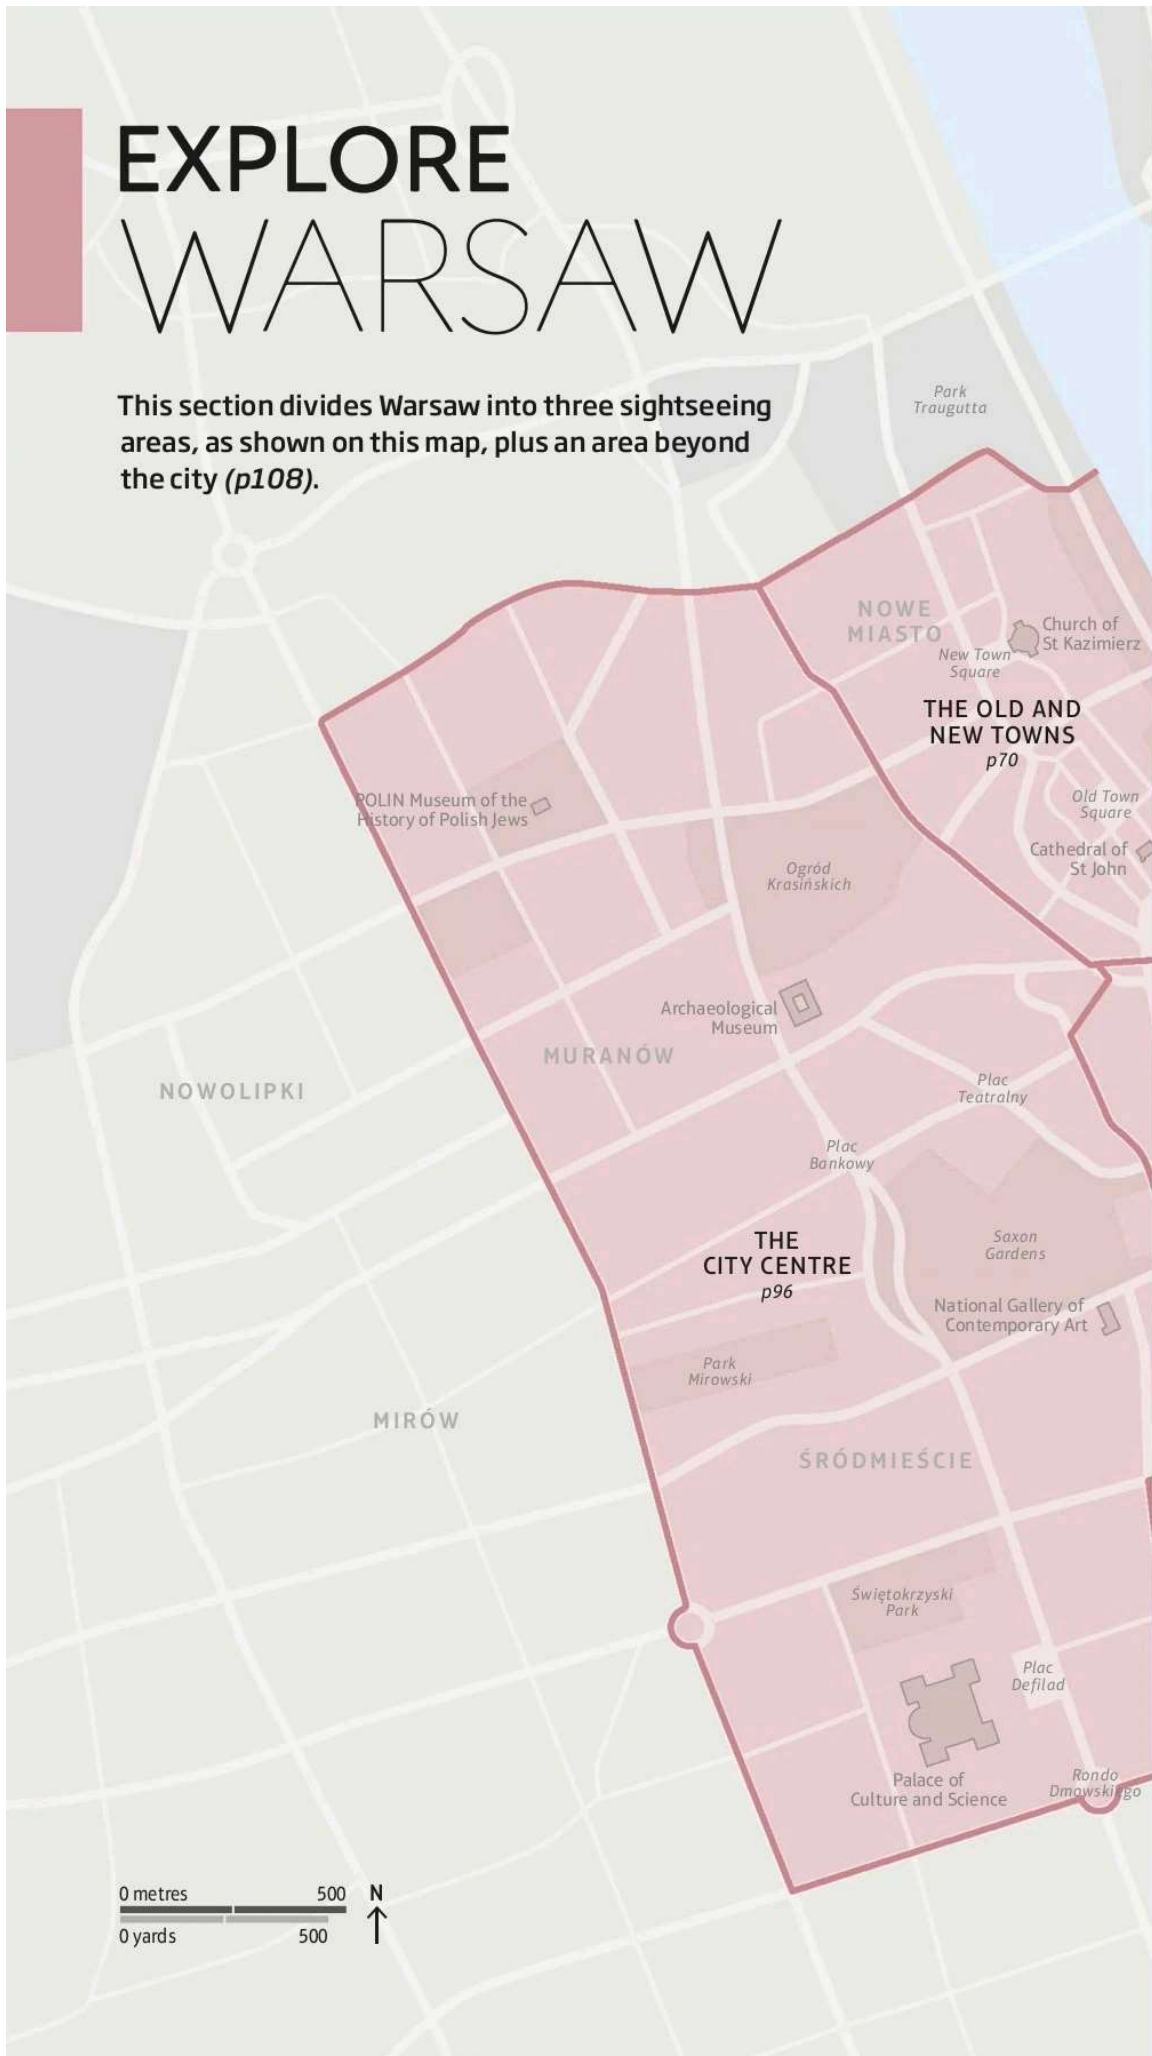 EXPLORE
WARSAW
This section divides Warsaw into three sightseeing
areas, as shown on this map, plus an area beyond
the city (p108).
Park
Traugutta
NOWE
MIASTO
Church of
St Kazimierz
New Town
Square
THE OLD AND
NEW TOWNS
p70
POLIN Museum of the
History of Polish Jews
Old Town
Square
Cathedral of
St John
Ogród
Krasińskich
Archaeological
Museum
MURANÓW
NOWOLIPKI
Plac
Teatralny
Plac
Bankowy
THE
CITY CENTRE
p96
Saxon
Gardens
National Gallery of
Contemporary Art
Park
Mirowski
MIRÓW
ŚRÓDMIEŚCIE
Świętokrzyski
Park
Plac
Defilad
Palace of
Culture and Science
Rondo
Dmowskiego
0 metres 500
N
0 yards 500